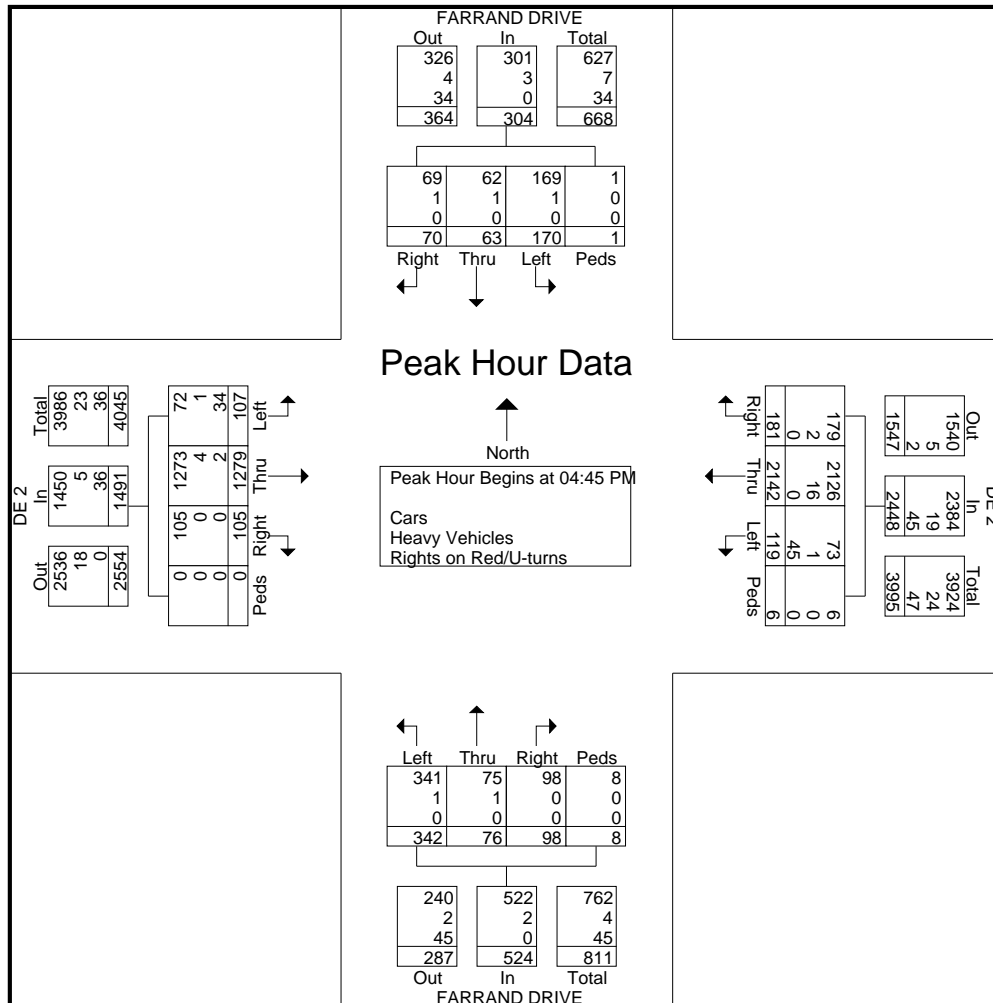 FARRAND DRIVE
Out In Total
326 301 627
4 3 7
34 0 34
364 304 668
69 62 169 1
1 1 1 0
0 0 0 0
70 63 170 1
Right Thru Left Peds
Peak Hour Data
North
Peak Hour Begins at 04:45 PM
Cars
Heavy Vehicles
Rights on Red/U-turns
DE 2
Out In Total
2536 1450 3986
18 5 23
0 36 36
2554 1491 4045
Peds Right Thru Left
0 105 1273 72
0 0 4 1
0 0 2 34
0 105 1279 107
DE 2
Out In Total
1540 2384 3924
5 19 24
2 45 47
1547 2448 3995
179 2126 73 6
2 16 1 0
0 0 45 0
181 2142 119 6
Right Thru Left Peds
Left Thru Right Peds
341 75 98 8
1 1 0 0
0 0 0 0
342 76 98 8
240 522 762
2 2 4
45 0 45
287 524 811
Out In Total
FARRAND DRIVE